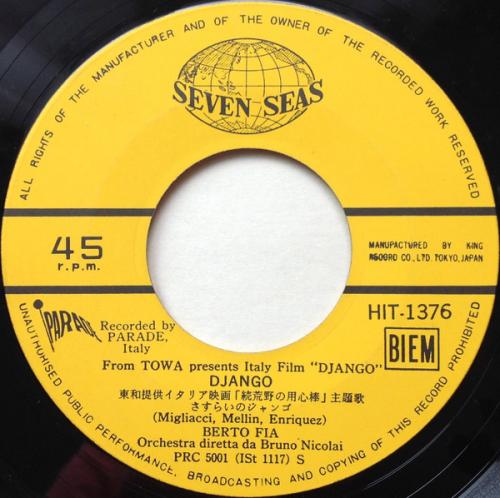 ALL RIGHTS OF THE MANUFACTURER AND OF THE OWNER OF THE RECORDED WORK RESERVED
SEVEN SEAS
45
r.p.m.
MANUFACTURED BY KING
RECORD CO., LTD. TOKYO, JAPAN
PARADE
Recorded by
PARADE,
Italy
HIT-1376
BIEM
From TOWA presents Italy Film "DJANGO"
DJANGO
東和提供イタリア映画「続荒野の用心棒」主題歌
さすらいのジャンゴ
(Migliacci, Mellin, Enriquez)
BERTO FIA
Orchestra diretta da Bruno Nicolai
PRC 5001 (ISt 1117) S
UNAUTHORISED PUBLIC PERFORMANCE, BROADCASTING AND COPYING OF THIS RECORD PROHIBITED